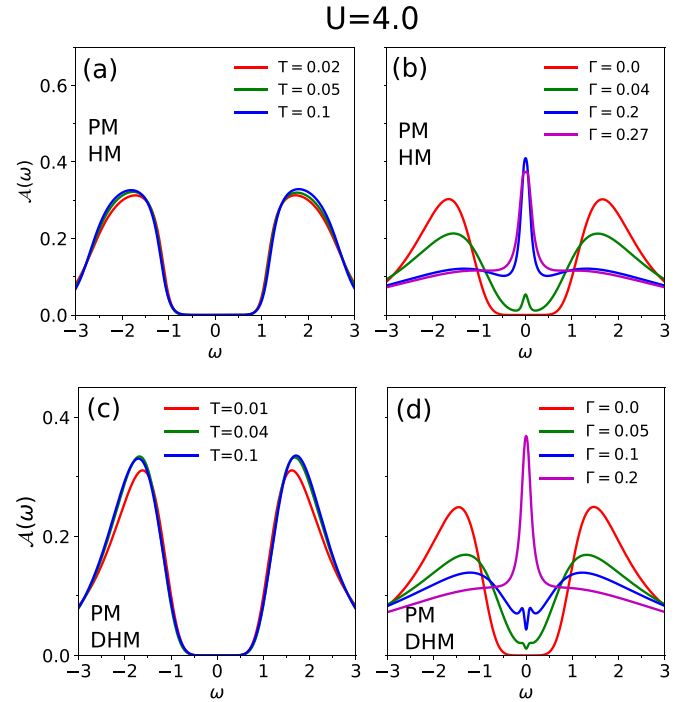 U=4.0
(a)
T = 0.02
T = 0.05
T = 0.1
PM
HM
0.6
0.4
0.2
0.0
𝒜(ω)
−3 −2 −1 0 1 2 3
ω
(b)
Γ = 0.0
Γ = 0.04
Γ = 0.2
Γ = 0.27
PM
HM
−3 −2 −1 0 1 2 3
ω
(c)
T=0.01
T=0.04
T=0.1
PM
DHM
0.4
0.2
0.0
𝒜(ω)
−3 −2 −1 0 1 2 3
ω
(d)
Γ = 0.0
Γ = 0.05
Γ = 0.1
Γ = 0.2
PM
DHM
−3 −2 −1 0 1 2 3
ω